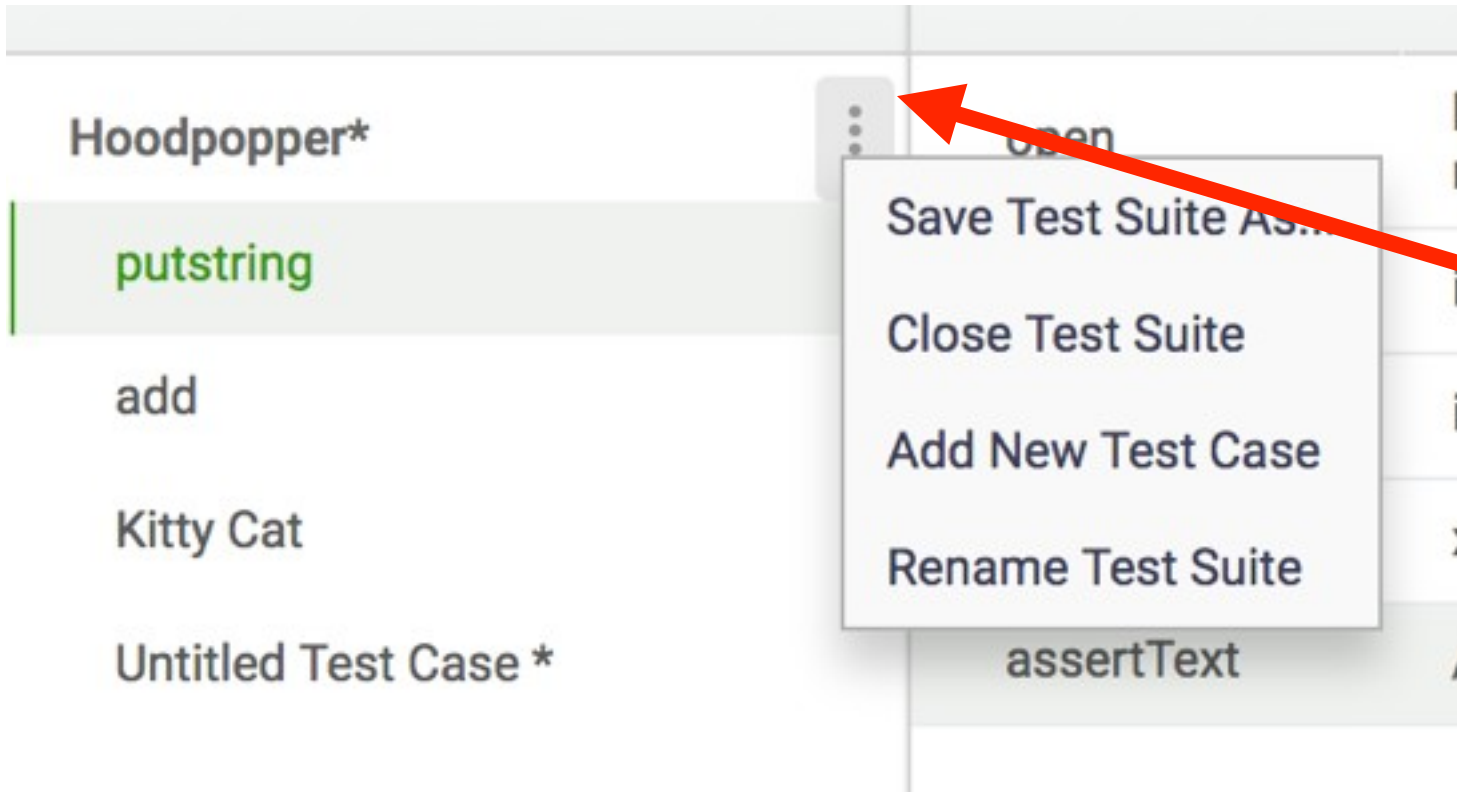 Hoodpopper*
putstring
add
Kitty Cat
Untitled Test Case *
open
Save Test Suite As...
Close Test Suite
Add New Test Case
Rename Test Suite
assertText